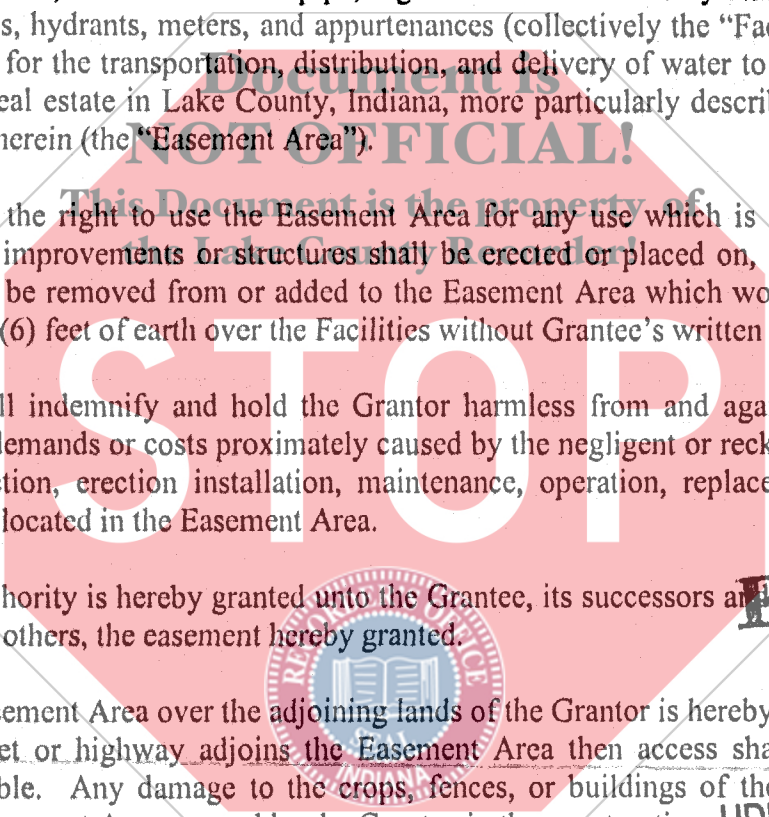 s, hydrants, meters, and appurtenances (collectively the “Fac
for the transportation, distribution, and delivery of water to
Document is
eal estate in Lake County, Indiana, more particularly descri
herein (the “Easement Area”).
NOT OFFICIAL!
This Document is the property of
the right to use the Easement Area for any use which is
the Lake County Recorder!
improvements or structures shall be erected or placed on,
be removed from or added to the Easement Area which wo
(6) feet of earth over the Facilities without Grantee’s written
STOP
ll indemnify and hold the Grantor harmless from and aga
demands or costs proximately caused by the negligent or reck
ction, erection installation, maintenance, operation, replace
located in the Easement Area.
hority is hereby granted unto the Grantee, its successors
others, the easement hereby granted.
RECORDER OFFICE
SEAL
INDIANA
sement Area over the adjoining lands of the Grantor is hereby
et or highway adjoins the Easement Area then access sha
ble. Any damage to the crops, fences, or buildings of the